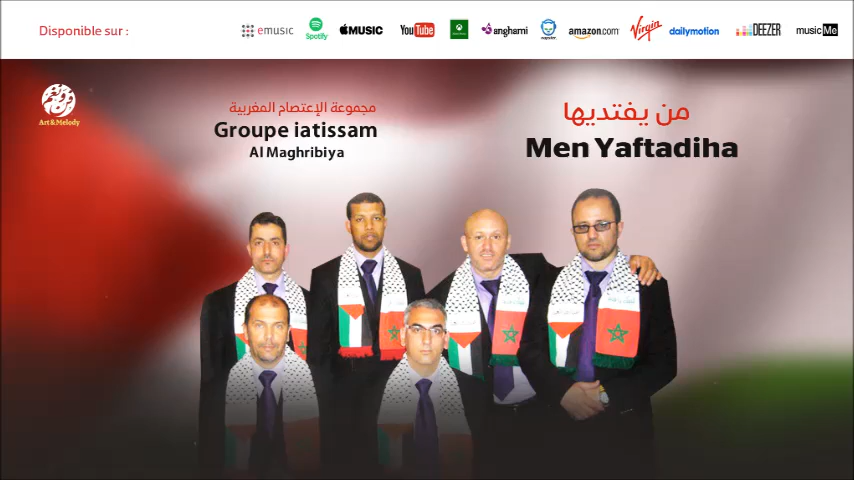 Disponible sur :
eMUSIC
Spotify
MUSIC
YouTube
anghami
napster
amazon.com
Virgin
dailymotion
DEEZER
music Me
Art & Melody
مجموعة الإعتصام المغربية
Groupe iatissam
Al Maghribiya
من يفتديها
Men Yaftadiha